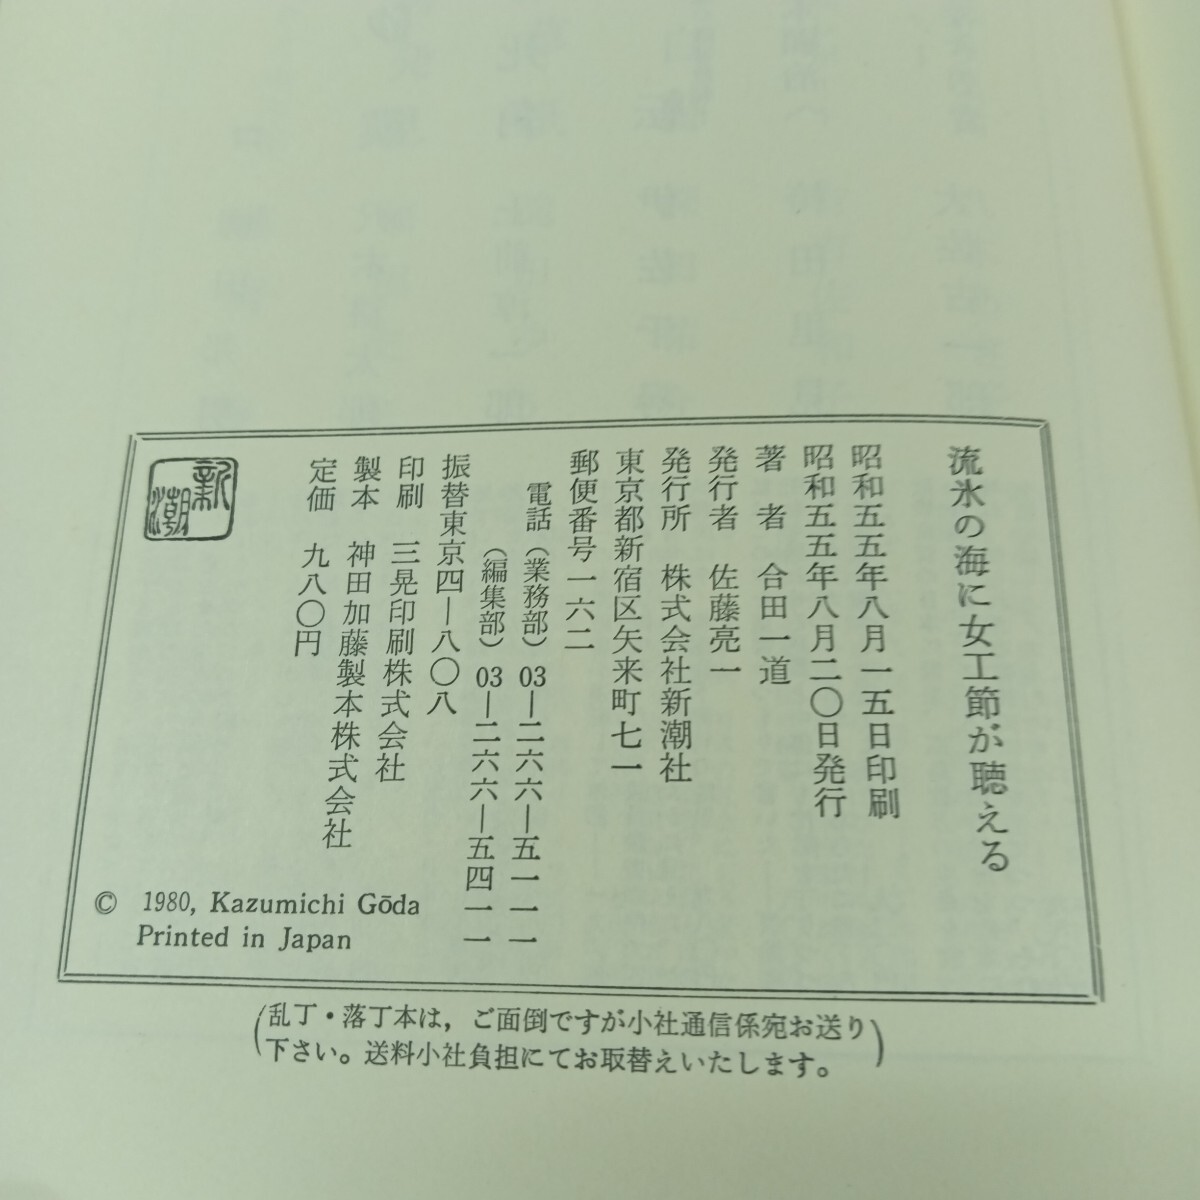 流氷の海に女工節が聴える
昭和五五年八月一五日印刷
昭和五五年八月二〇日発行
著者 合田一道
発行者 佐藤亮一
発行所 株式会社新潮社
東京都新宿区矢来町七一
郵便番号一六二
電話（業務部）03―二六六―五一一一
（編集部）03―二六六―五四一一
振替東京四―八〇八
印刷 三晃印刷株式会社
製本 神田加藤製本株式会社
定価 九八〇円
新潮
© 1980, Kazumichi Gōda
Printed in Japan
（乱丁・落丁本は，ご面倒ですが小社通信係宛お送り
下さい。送料小社負担にてお取替えいたします。）